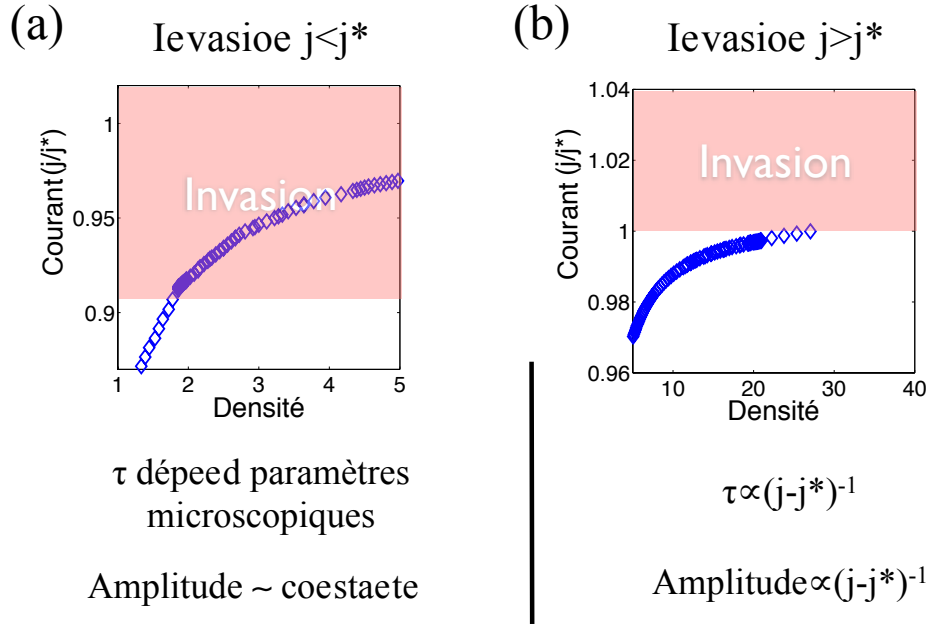 (a)
Ievasioe j<j*
Courant (j/j*)
1
0.95
0.9
Invasion
1 2 3 4 5
Densité
τ dépeed paramètres
microscopiques
Amplitude ~ coestaete
(b)
Ievasioe j>j*
Courant (j/j*)
1.04
1.02
1
0.98
0.96
Invasion
10 20 30 40
Densité
τ∝(j-j*)⁻¹
Amplitude∝(j-j*)⁻¹